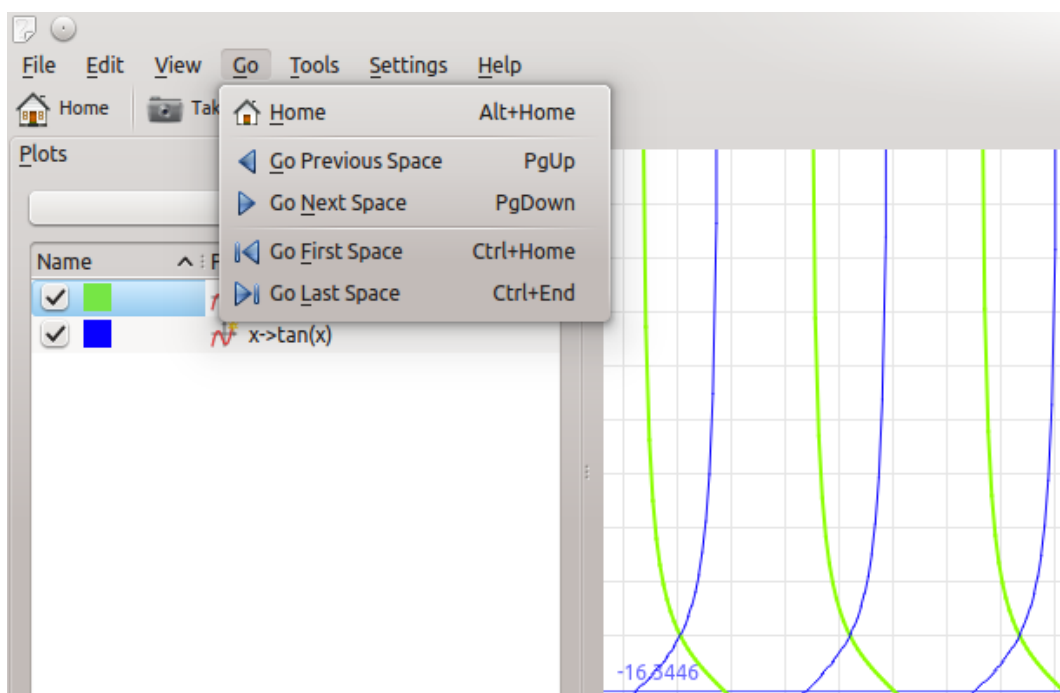 File Edit View Go Tools Settings Help
Home Tak
Home Alt+Home
Plots
Go Previous Space PgUp
Go Next Space PgDown
Go First Space Ctrl+Home
Name
Go Last Space Ctrl+End
x->tan(x)
-16.3446